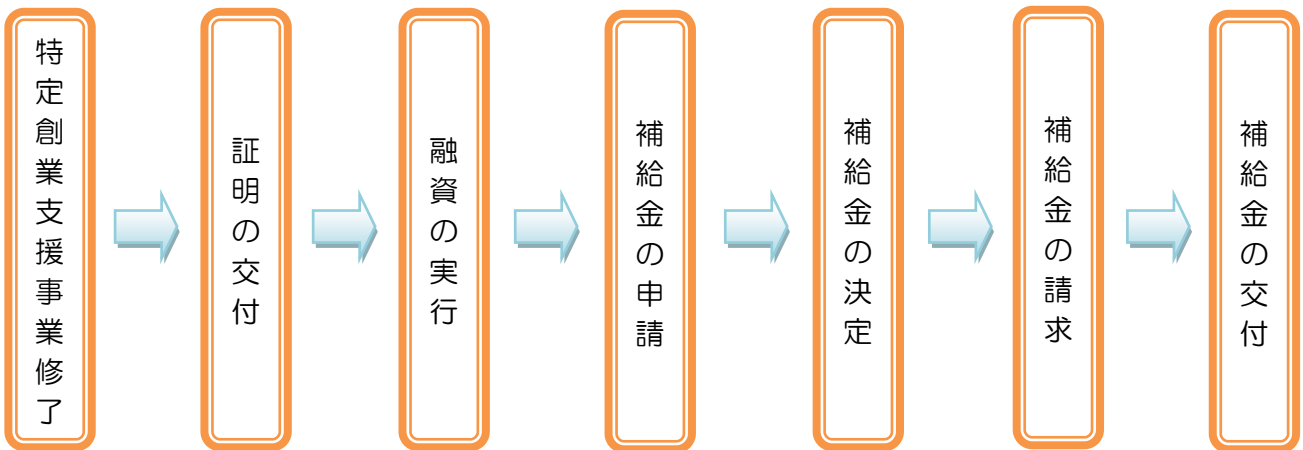 特定創業支援事業修了
証明の交付
融資の実行
補給金の申請
補給金の決定
補給金の請求
補給金の交付